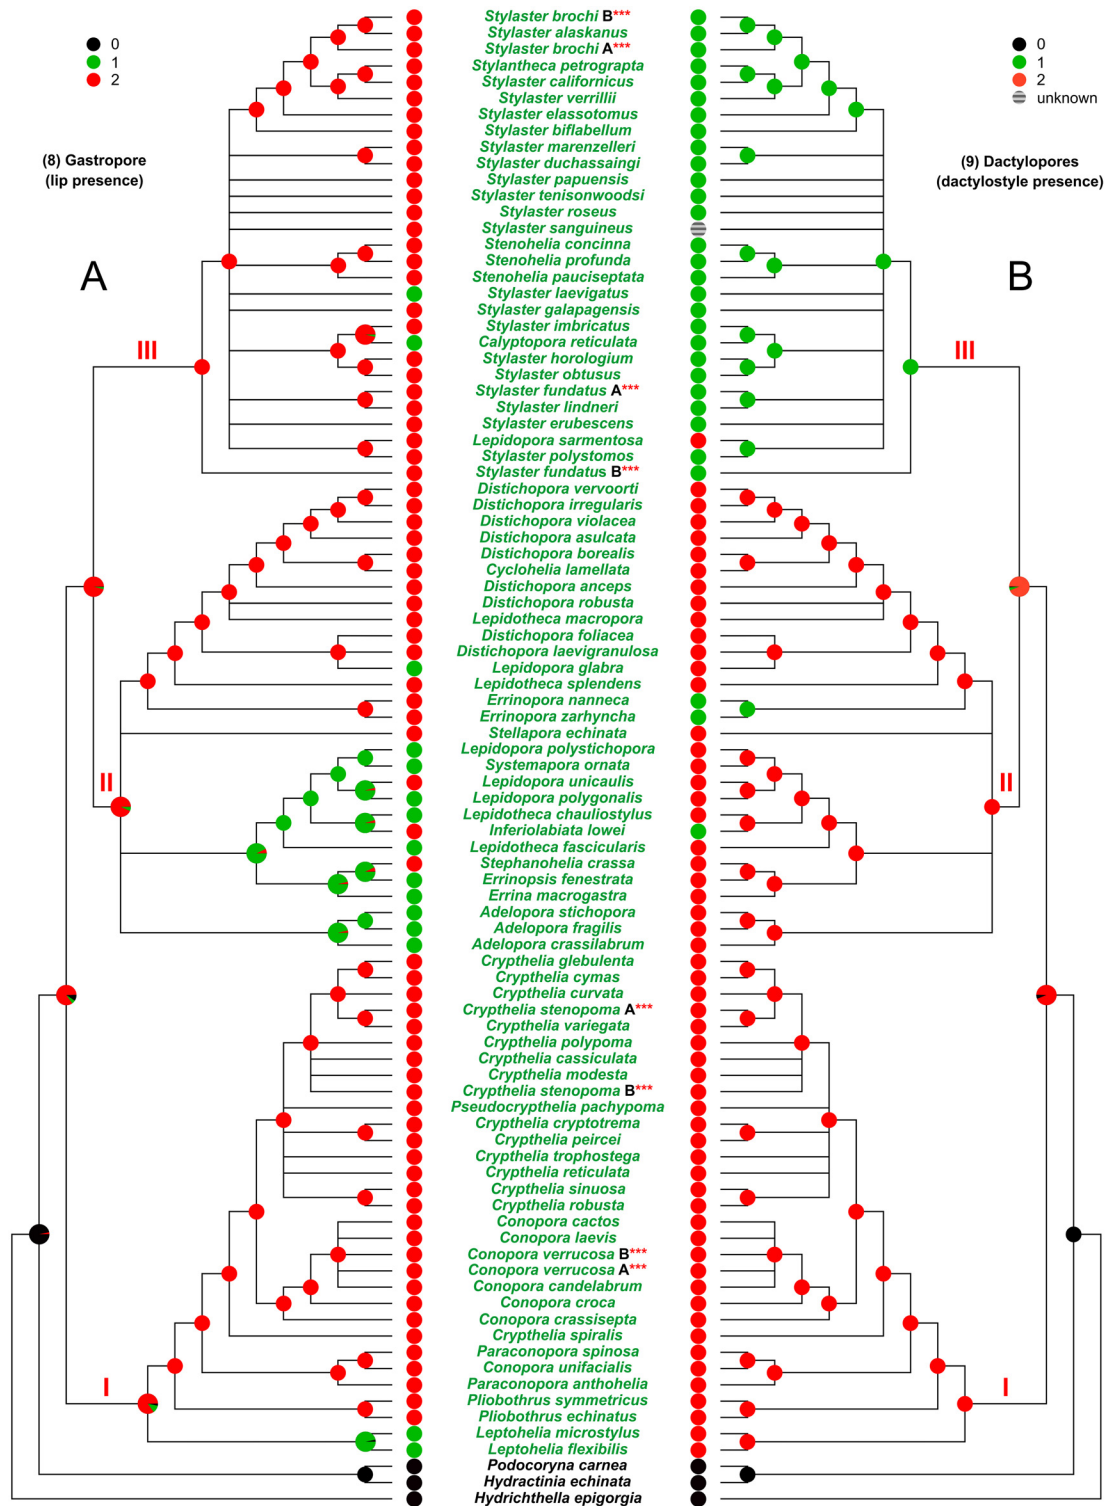 0
1
2
(8) Gastropore
(lip presence)
A
III
II
I
Stylaster brochi B***
Stylaster alaskanus
Stylaster brochi A***
Stylantheca petrograpta
Stylaster californicus
Stylaster verrillii
Stylaster elassotomus
Stylaster biflabellum
Stylaster marenzelleri
Stylaster duchassaingi
Stylaster papuensis
Stylaster tenisonwoodsi
Stylaster roseus
Stylaster sanguineus
Stenohelia concinna
Stenohelia profunda
Stenohelia pauciseptata
Stylaster laevigatus
Stylaster galapagensis
Stylaster imbricatus
Calyptopora reticulata
Stylaster horologium
Stylaster obtusus
Stylaster fundatus A***
Stylaster lindneri
Stylaster erubescens
Lepidopora sarmentosa
Stylaster polystomos
Stylaster fundatus B***
Distichopora vervoorti
Distichopora irregularis
Distichopora violacea
Distichopora asulcata
Distichopora borealis
Cyclohelia lamellata
Distichopora anceps
Distichopora robusta
Lepidotheca macropora
Distichopora foliacea
Distichopora laevigranulosa
Lepidopora glabra
Lepidotheca splendens
Errinopora nanneca
Errinopora zarhyncha
Stellapora echinata
Lepidopora polystichopora
Systemapora ornata
Lepidopora unicaulis
Lepidopora polygonalis
Lepidotheca chauliostylus
Inferiolabiata lowei
Lepidotheca fascicularis
Stephanohelia crassa
Errinopsis fenestrata
Errina macrogastra
Adelopora stichopora
Adelopora fragilis
Adelopora crassilabrum
Crypthelia glebulenta
Crypthelia cymas
Crypthelia curvata
Crypthelia stenopoma A***
Crypthelia variegata
Crypthelia polypoma
Crypthelia cassiculata
Crypthelia modesta
Crypthelia stenopoma B***
Pseudocrypthelia pachypoma
Crypthelia cryptotrema
Crypthelia peircei
Crypthelia trophostega
Crypthelia reticulata
Crypthelia sinuosa
Crypthelia robusta
Conopora cactos
Conopora laevis
Conopora verrucosa B***
Conopora verrucosa A***
Conopora candelabrum
Conopora croca
Conopora crassisepta
Crypthelia spiralis
Paraconopora spinosa
Conopora unifacialis
Paraconopora anthohelia
Pliobothrus symmetricus
Pliobothrus echinatus
Leptohelia microstylus
Leptohelia flexibilis
Podocoryna carnea
Hydractinia echinata
Hydrichthella epigorgia
0
1
2
unknown
(9) Dactylopores
(dactylostyle presence)
B
III
II
I